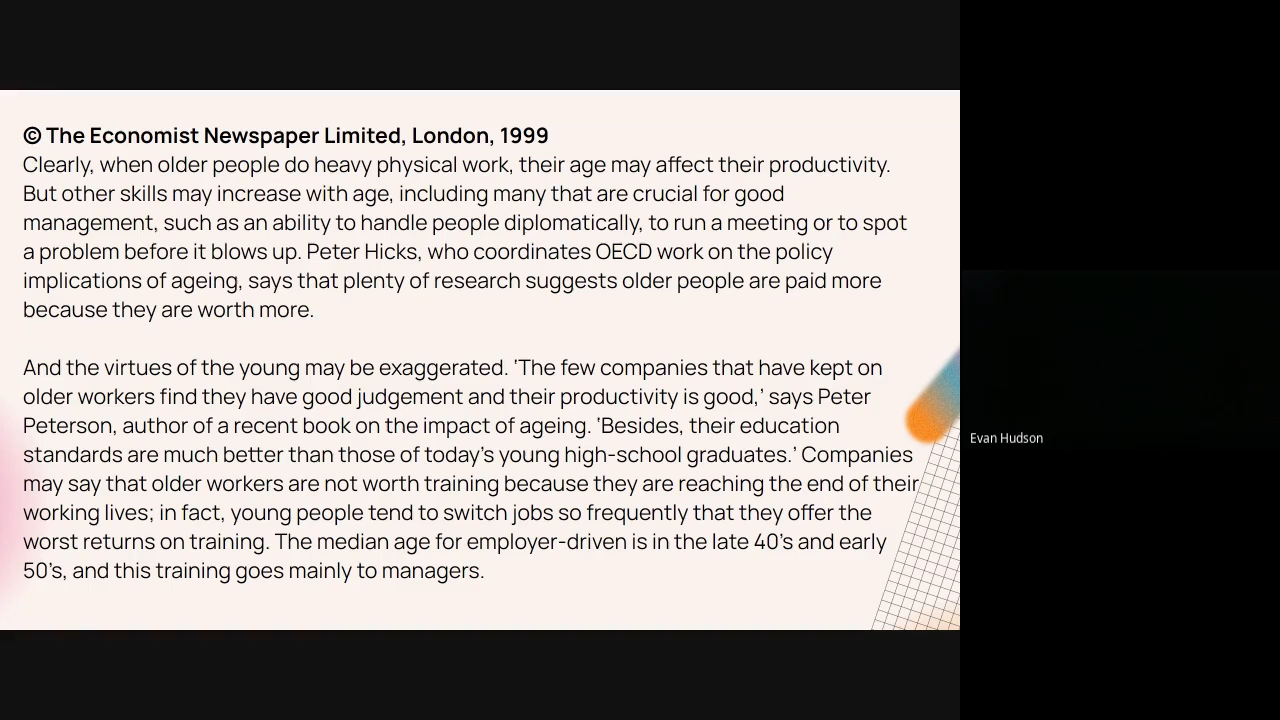 © The Economist Newspaper Limited, London, 1999
Clearly, when older people do heavy physical work, their age may affect their productivity.
But other skills may increase with age, including many that are crucial for good
management, such as an ability to handle people diplomatically, to run a meeting or to spot
a problem before it blows up. Peter Hicks, who coordinates OECD work on the policy
implications of ageing, says that plenty of research suggests older people are paid more
because they are worth more.
And the virtues of the young may be exaggerated. ‘The few companies that have kept on
older workers find they have good judgement and their productivity is good,’ says Peter
Peterson, author of a recent book on the impact of ageing. ‘Besides, their education
standards are much better than those of today’s young high-school graduates.’ Companies
may say that older workers are not worth training because they are reaching the end of their
working lives; in fact, young people tend to switch jobs so frequently that they offer the
worst returns on training. The median age for employer-driven is in the late 40’s and early
50’s, and this training goes mainly to managers.
Evan Hudson